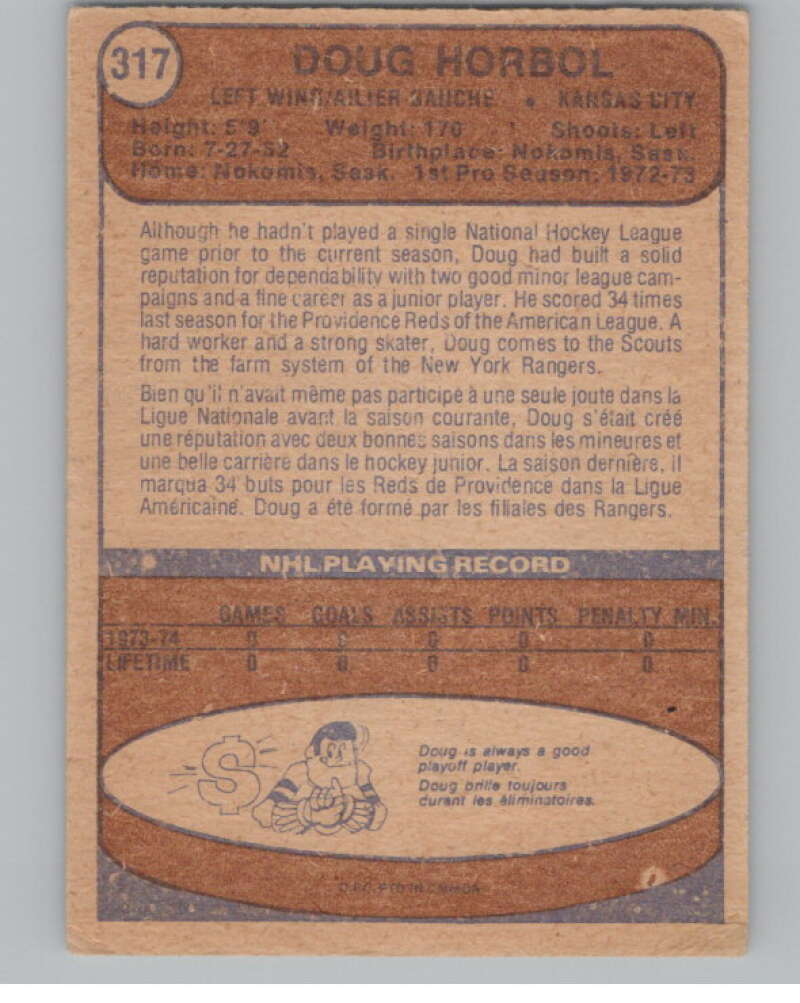 317
DOUG HORBOL
LEFT WING/AILIER GAUCHE • KANSAS CITY
Height: 5'9' Weight: 170 Shoots: Left
Born: 7-27-52 Birthplace: Nokomis, Sask.
Home: Nokomis, Sask. 1st Pro Season: 1972-73
Although he hadn't played a single National Hockey League
game prior to the current season, Doug had built a solid
reputation for dependability with two good minor league cam-
paigns and a fine career as a junior player. He scored 34 times
last season for the Providence Reds of the American League. A
hard worker and a strong skater, Doug comes to the Scouts
from the farm system of the New York Rangers.
Bien qu'il n'avait même pas participé à une seule joute dans la
Ligue Nationale avant la saison courante, Doug s'était créé
une réputation avec deux bonnes saisons dans les mineures et
une belle carrière dans le hockey junior. La saison dernière, il
marqua 34 buts pour les Reds de Providence dans la Ligue
Américaine. Doug a été formé par les filiales des Rangers.
NHL PLAYING RECORD
GAMES GOALS ASSISTS POINTS PENALTY MIN.
1973-74 0 0 0 0 0
LIFETIME 0 0 0 0 0
$
Doug is always a good
playoff player.
Doug brille toujours
durant les éliminatoires.
O.P.C. PTD IN CANADA